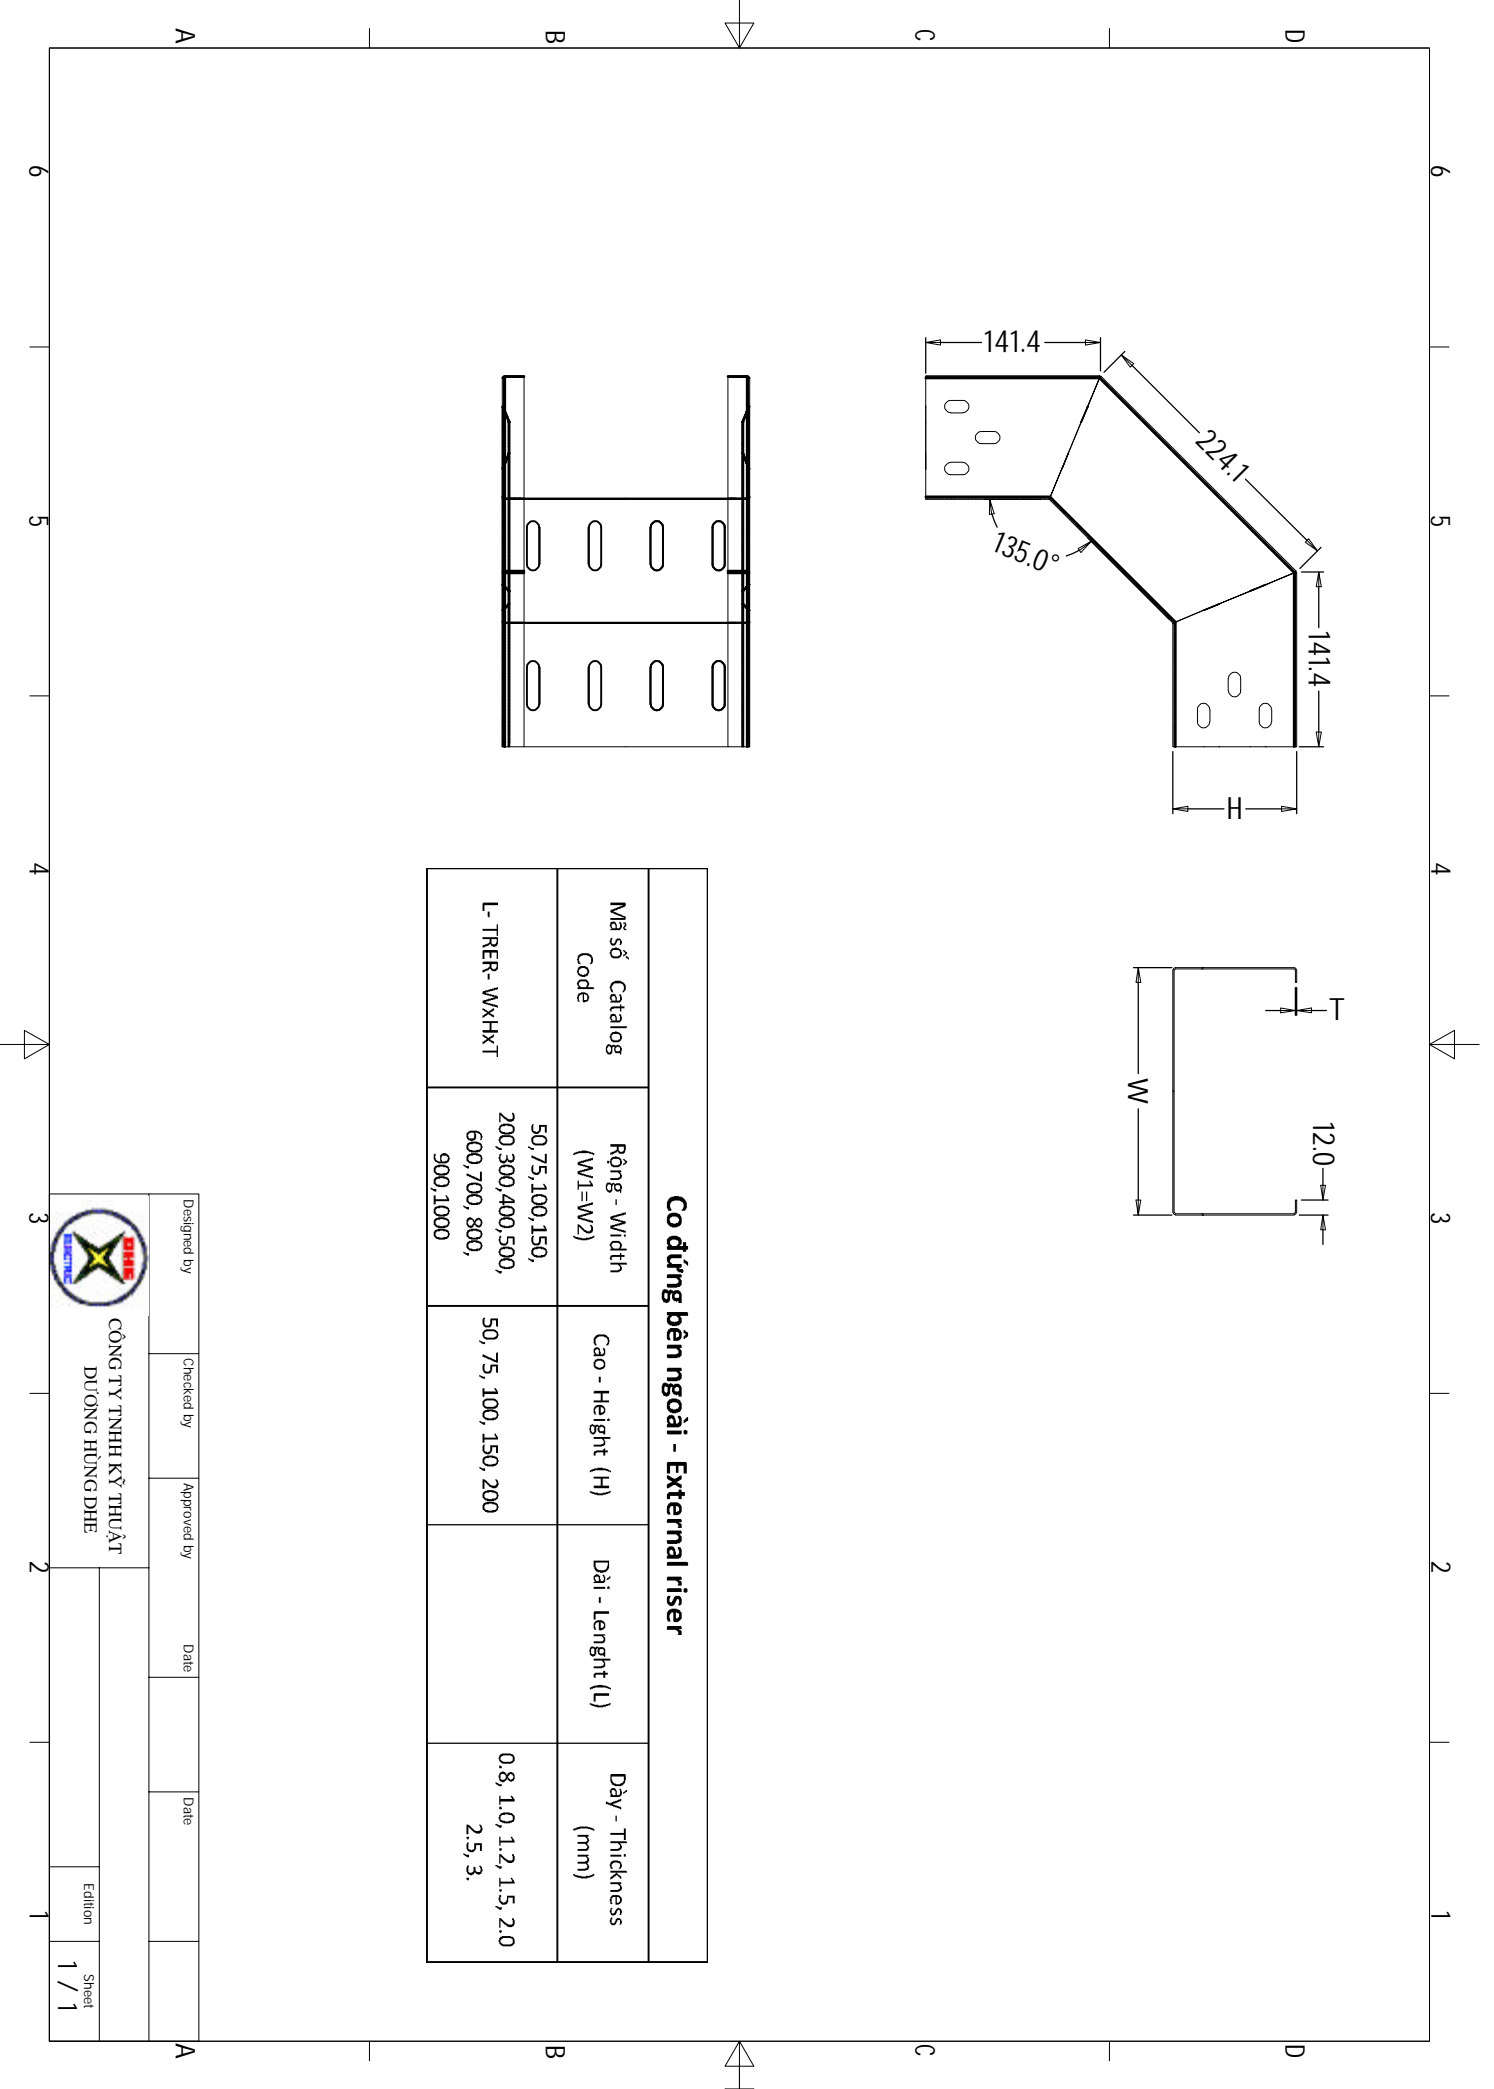 6
5
4
3
2
1
D
C
B
A
141.4
224.1
141.4
135.0°
H
T
12.0
W
Co đứng bên ngoài - External riser
Mã số Catalog
Code
Rộng - Width
(W1=W2)
Cao - Height (H)
Dài - Lenght (L)
Dày - Thickness
(mm)
L- TRER- WxHxT
50,75,100,150,
200,300,400,500,
600,700, 800,
900,1000
50, 75, 100, 150, 200
0.8, 1.0, 1.2, 1.5, 2.0
2.5, 3.
D
C
B
A
Designed by
Checked by
Approved by
Date
Date
DHE
ELECTRIC
CÔNG TY TNHH KỸ THUẬT
DƯƠNG HÙNG DHE
Edition
Sheet
1 / 1
6
5
4
3
2
1